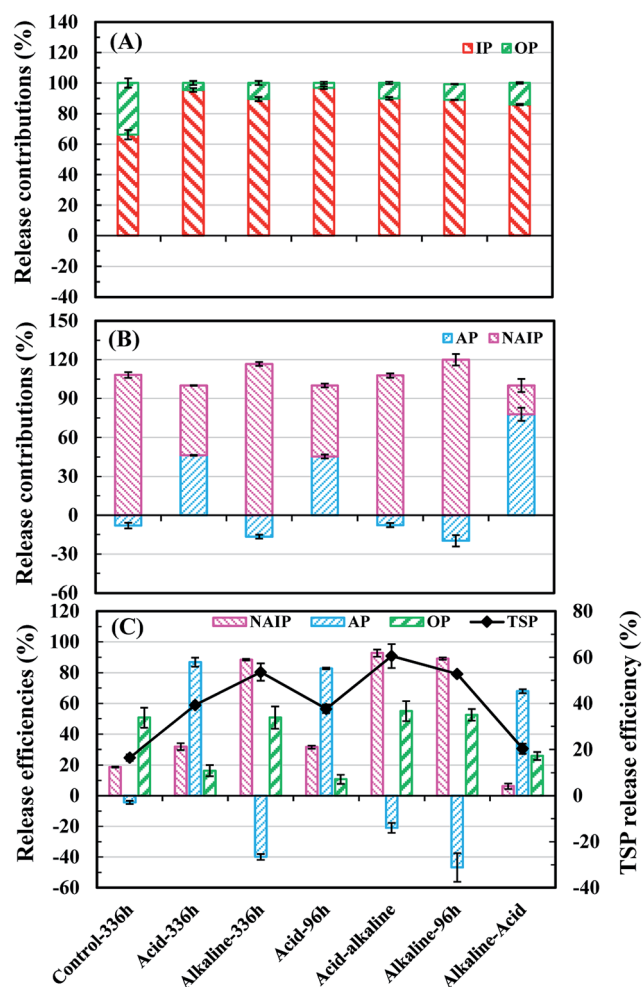 (A)
IP OP
Release contributions (%)
140
120
100
80
60
40
20
0
-20
-40
(B)
AP NAIP
Release contributions (%)
150
120
90
60
30
0
-30
-60
(C)
NAIP AP OP TSP
Release efficiencies (%)
120
100
80
60
40
20
0
-20
-40
-60
TSP release efficiency (%)
80
60
40
20
0
-20
-40
Control-336h
Acid-336h
Alkaline-336h
Acid-96h
Acid-alkaline
Alkaline-96h
Alkaline-Acid